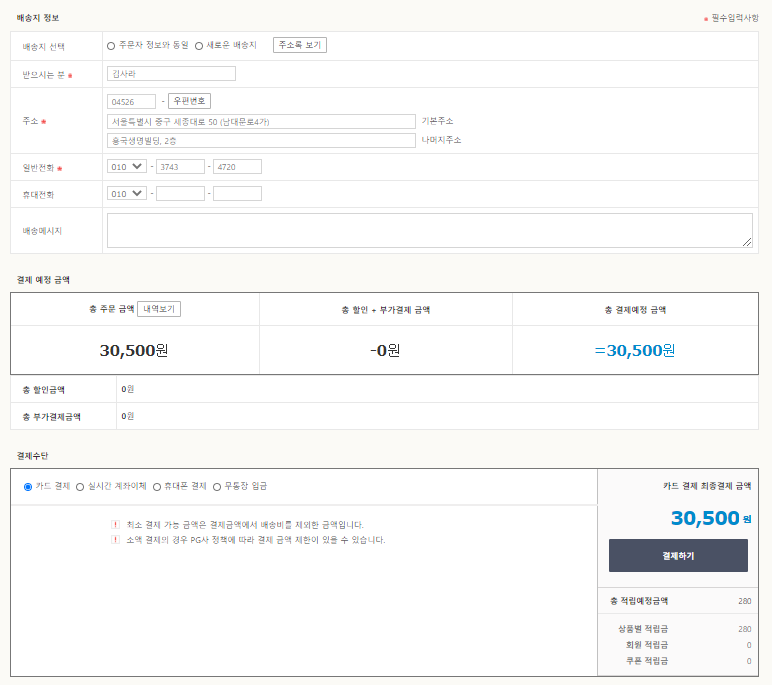 배송지 정보
* 필수입력사항
배송지 선택 주문자 정보와 동일 새로운 배송지 주소록 보기
받으시는 분 * 김사라
주소 *
04526 - 우편번호
서울특별시 중구 세종대로 50 (남대문로4가) 기본주소
흥국생명빌딩, 2층 나머지주소
일반전화 * 010 - 3743 - 4720
휴대전화 010 - -
배송메시지
결제 예정 금액
총 주문 금액 내역보기 총 할인 + 부가결제 금액 총 결제예정 금액
30,500원 -0원 =30,500원
총 할인금액 0원
총 부가결제금액 0원
결제수단
카드 결제 실시간 계좌이체 휴대폰 결제 무통장 입금
! 최소 결제 가능 금액은 결제금액에서 배송비를 제외한 금액입니다.
! 소액 결제의 경우 PG사 정책에 따라 결제 금액 제한이 있을 수 있습니다.
카드 결제 최종결제 금액
30,500 원
결제하기
총 적립예정금액 280
상품별 적립금 280
회원 적립금 0
쿠폰 적립금 0